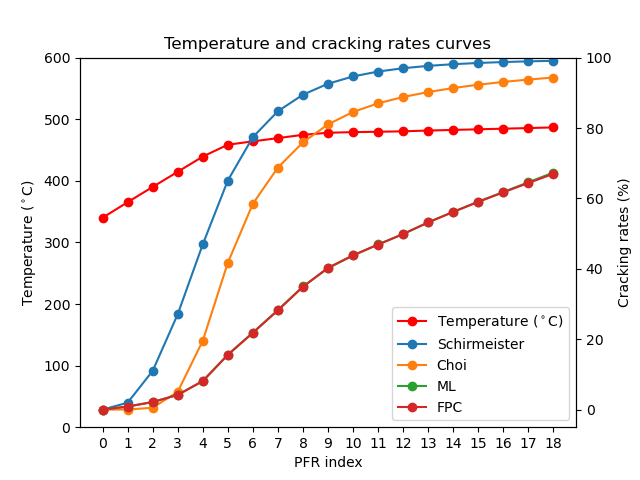 Temperature and cracking rates curves
Temperature (°C)
600
500
400
300
200
100
0
100
80
60
40
20
0
Cracking rates (%)
Temperature (°C)
Schirmeister
Choi
ML
FPC
0 1 2 3 4 5 6 7 8 9 10 11 12 13 14 15 16 17 18
PFR index